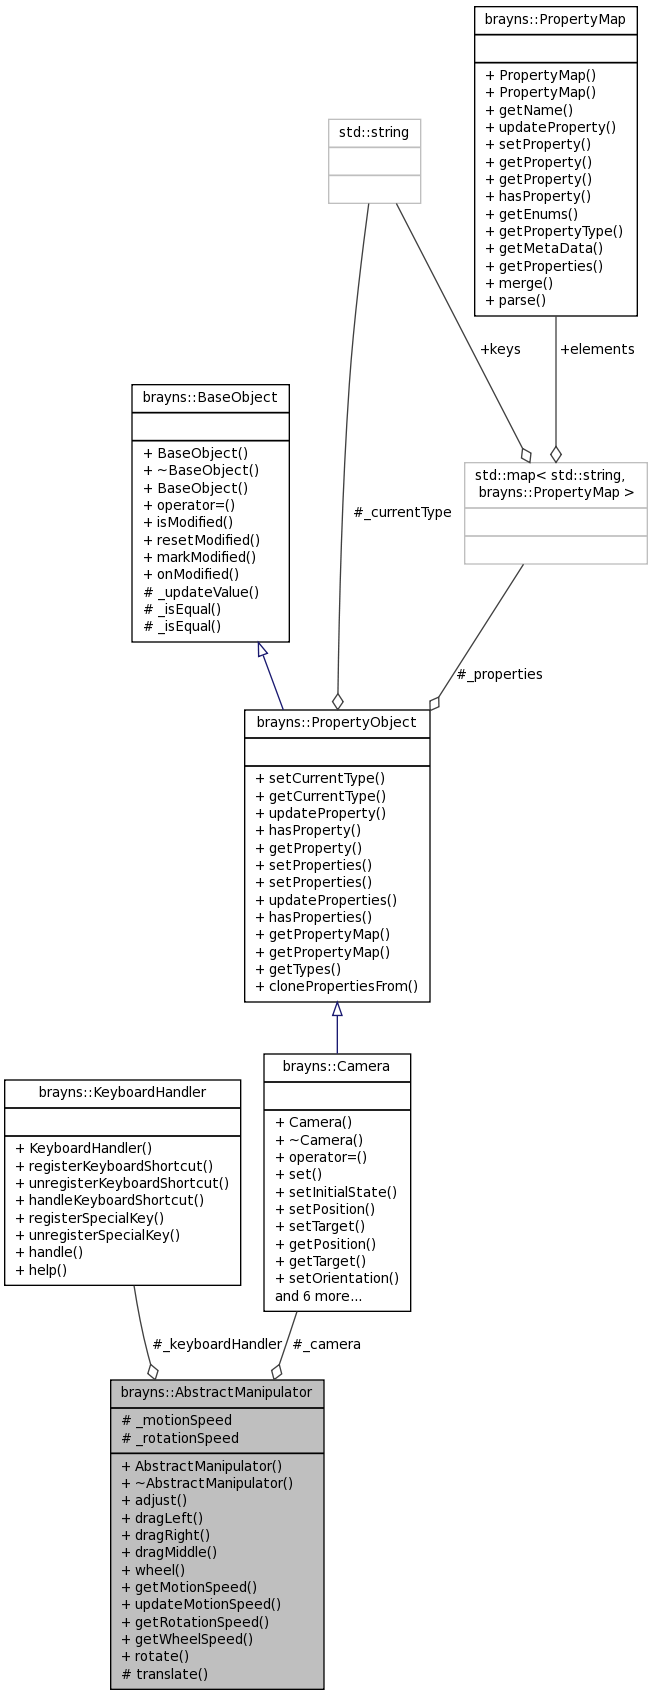 brayns::PropertyMap
+ PropertyMap()
+ PropertyMap()
+ getName()
+ updateProperty()
+ setProperty()
+ getProperty()
+ getProperty()
+ hasProperty()
+ getEnums()
+ getPropertyType()
+ getMetaData()
+ getProperties()
+ merge()
+ parse()
std::string
+keys
+elements
brayns::BaseObject
+ BaseObject()
+ ~BaseObject()
+ BaseObject()
+ operator=()
+ isModified()
+ resetModified()
+ markModified()
+ onModified()
# _updateValue()
# _isEqual()
# _isEqual()
std::map< std::string,
brayns::PropertyMap >
#_currentType
#_properties
brayns::PropertyObject
+ setCurrentType()
+ getCurrentType()
+ updateProperty()
+ hasProperty()
+ getProperty()
+ setProperties()
+ setProperties()
+ updateProperties()
+ hasProperties()
+ getPropertyMap()
+ getPropertyMap()
+ getTypes()
+ clonePropertiesFrom()
brayns::KeyboardHandler
+ KeyboardHandler()
+ registerKeyboardShortcut()
+ unregisterKeyboardShortcut()
+ handleKeyboardShortcut()
+ registerSpecialKey()
+ unregisterSpecialKey()
+ handle()
+ help()
brayns::Camera
+ Camera()
+ ~Camera()
+ operator=()
+ set()
+ setInitialState()
+ setPosition()
+ setTarget()
+ getPosition()
+ getTarget()
+ setOrientation()
and 6 more...
#_keyboardHandler
#_camera
brayns::AbstractManipulator
# _motionSpeed
# _rotationSpeed
+ AbstractManipulator()
+ ~AbstractManipulator()
+ adjust()
+ dragLeft()
+ dragRight()
+ dragMiddle()
+ wheel()
+ getMotionSpeed()
+ updateMotionSpeed()
+ getRotationSpeed()
+ getWheelSpeed()
+ rotate()
# translate()